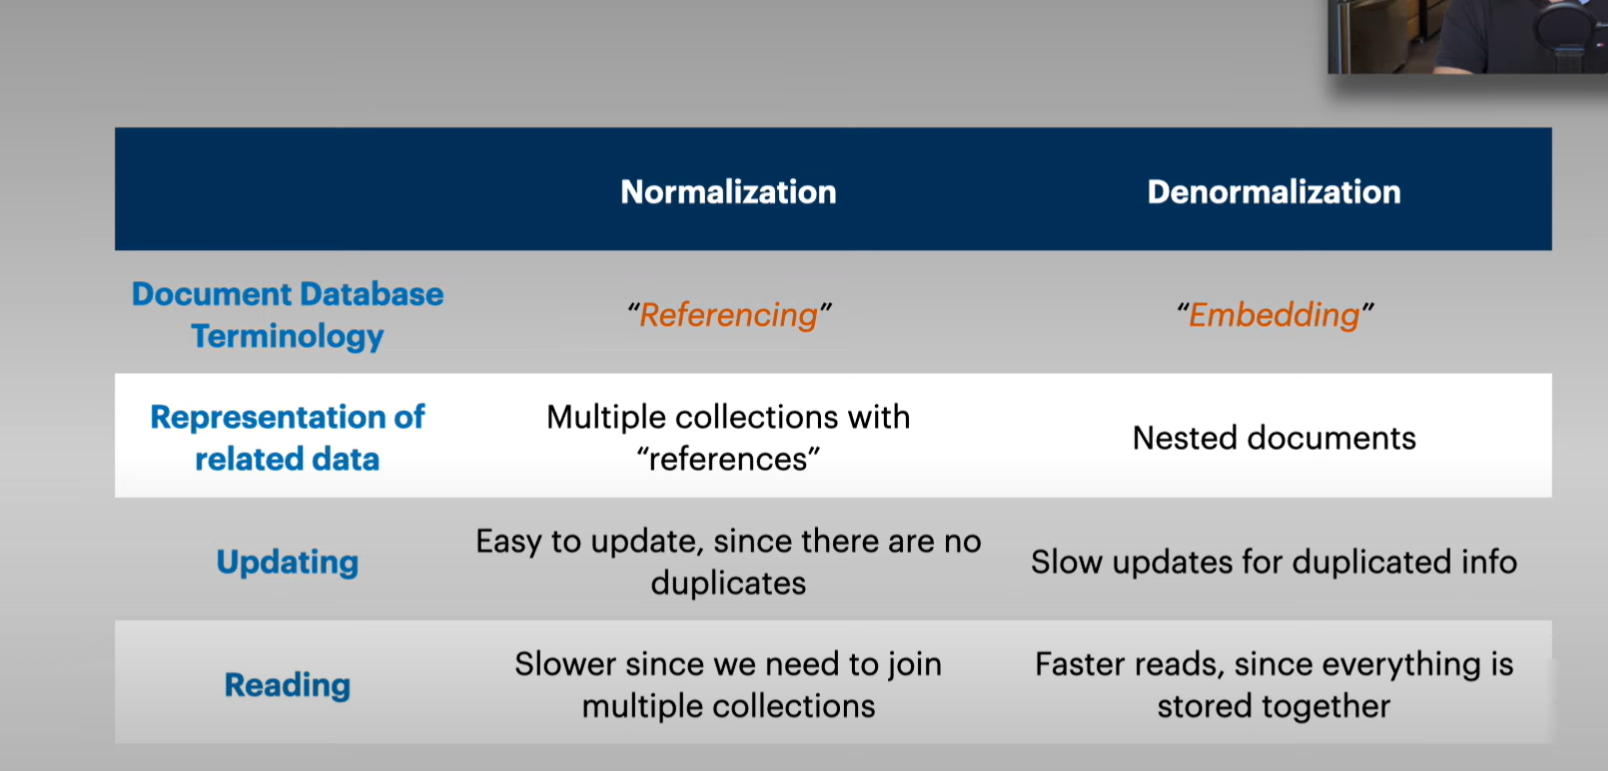 Normalization
Denormalization
Document Database
Terminology
“Referencing”
“Embedding”
Representation of
related data
Multiple collections with
“references”
Nested documents
Updating
Easy to update, since there are no
duplicates
Slow updates for duplicated info
Reading
Slower since we need to join
multiple collections
Faster reads, since everything is
stored together